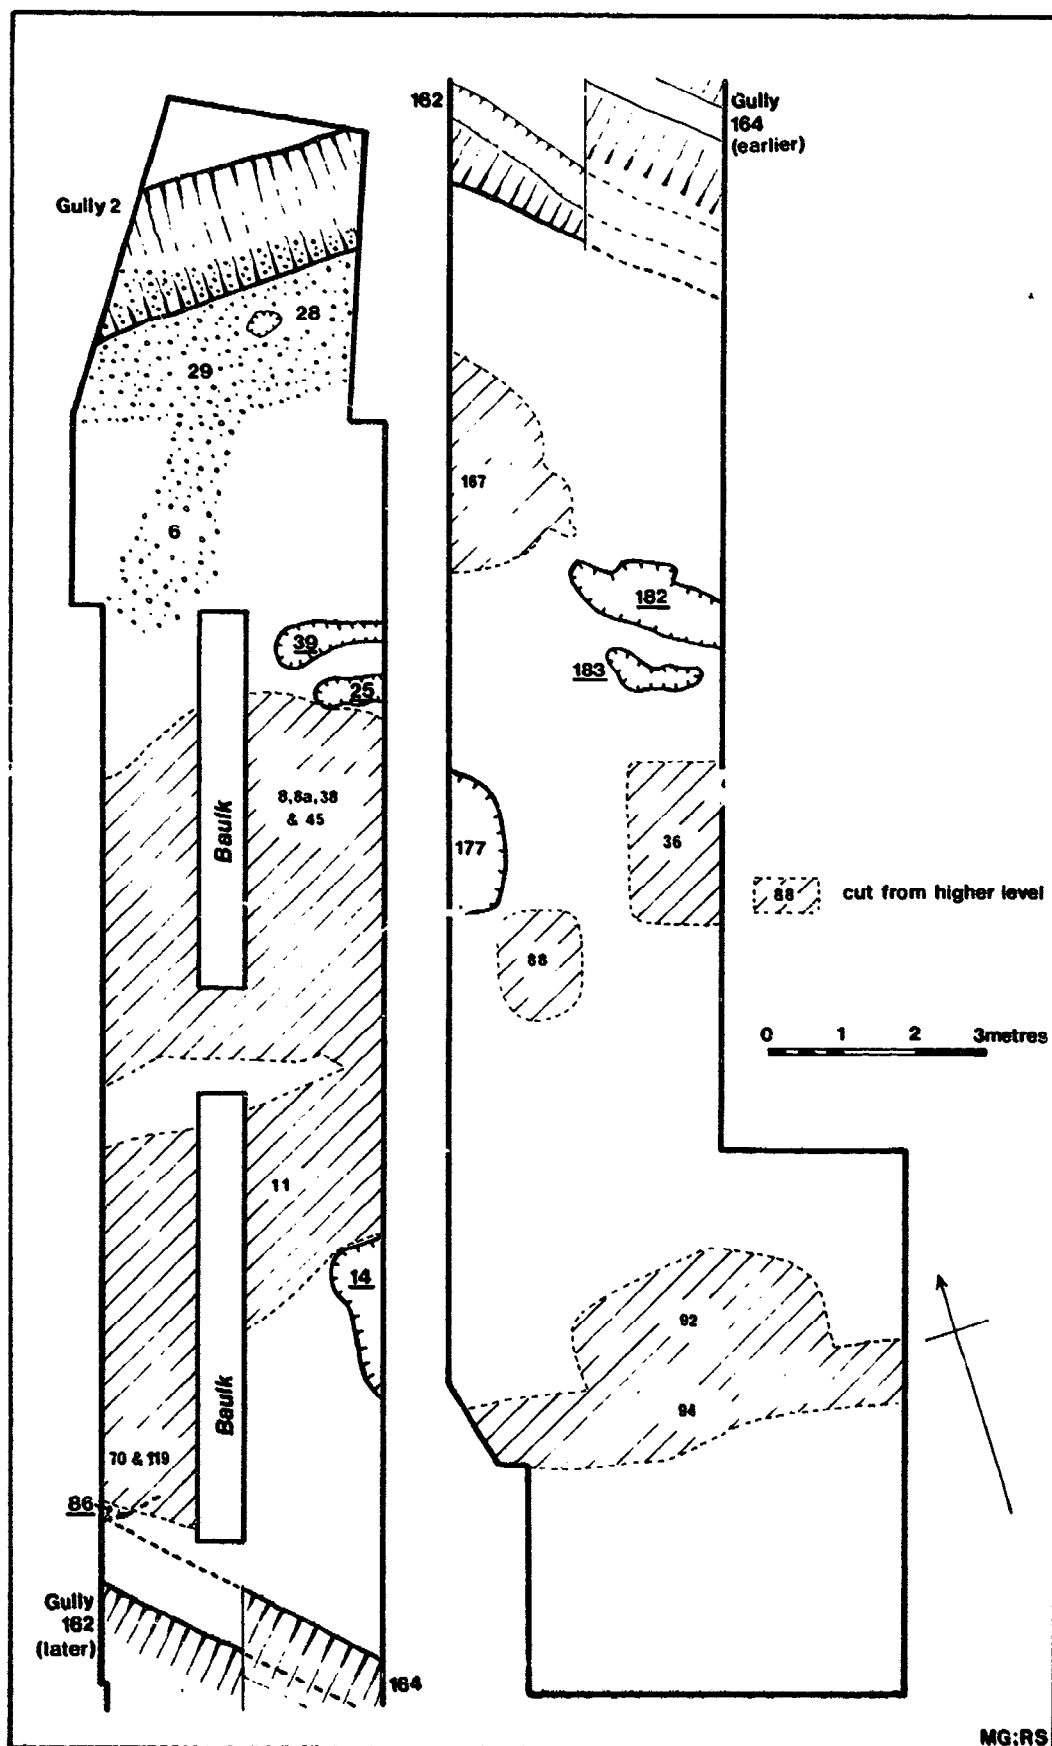 162
Gully
164
(earlier)
Gully 2
28
29
167
6
182
39
183
25
8,8a,38
& 45
Baulk
177
36
88
cut from higher level
88
0 1 2 3metres
11
14
92
94
Baulk
70 & 119
86
Gully
162
(later)
164
MG:RS